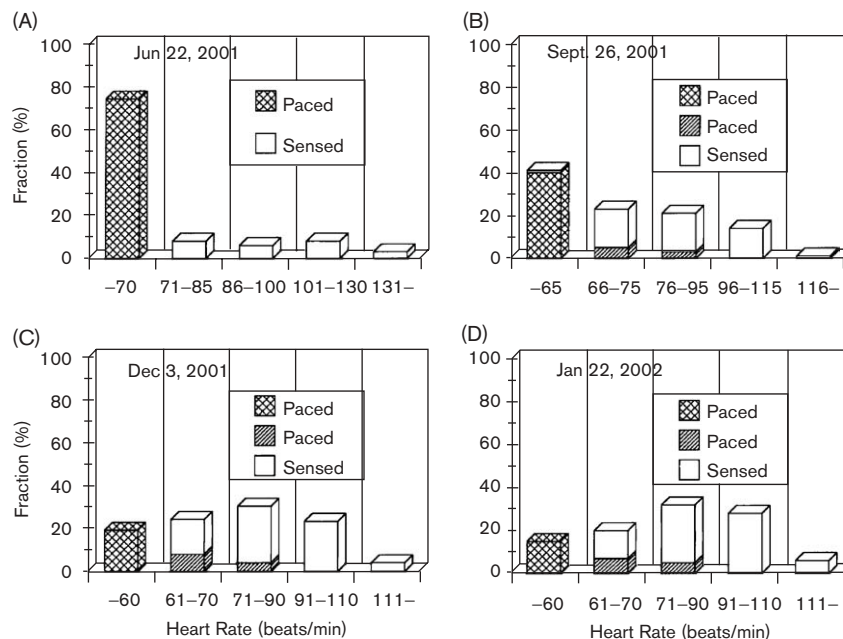 (A)
Jun 22, 2001
Fraction (%)
100
80
60
40
20
0
Paced
Sensed
–70 71–85 86–100 101–130 131–
(B)
Sept. 26, 2001
100
80
60
40
20
0
Paced
Paced
Sensed
–65 66–75 76–95 96–115 116–
(C)
Dec 3, 2001
Fraction (%)
100
80
60
40
20
0
Paced
Paced
Sensed
–60 61–70 71–90 91–110 111–
Heart Rate (beats/min)
(D)
Jan 22, 2002
100
80
60
40
20
0
Paced
Paced
Sensed
–60 61–70 71–90 91–110 111–
Heart Rate (beats/min)